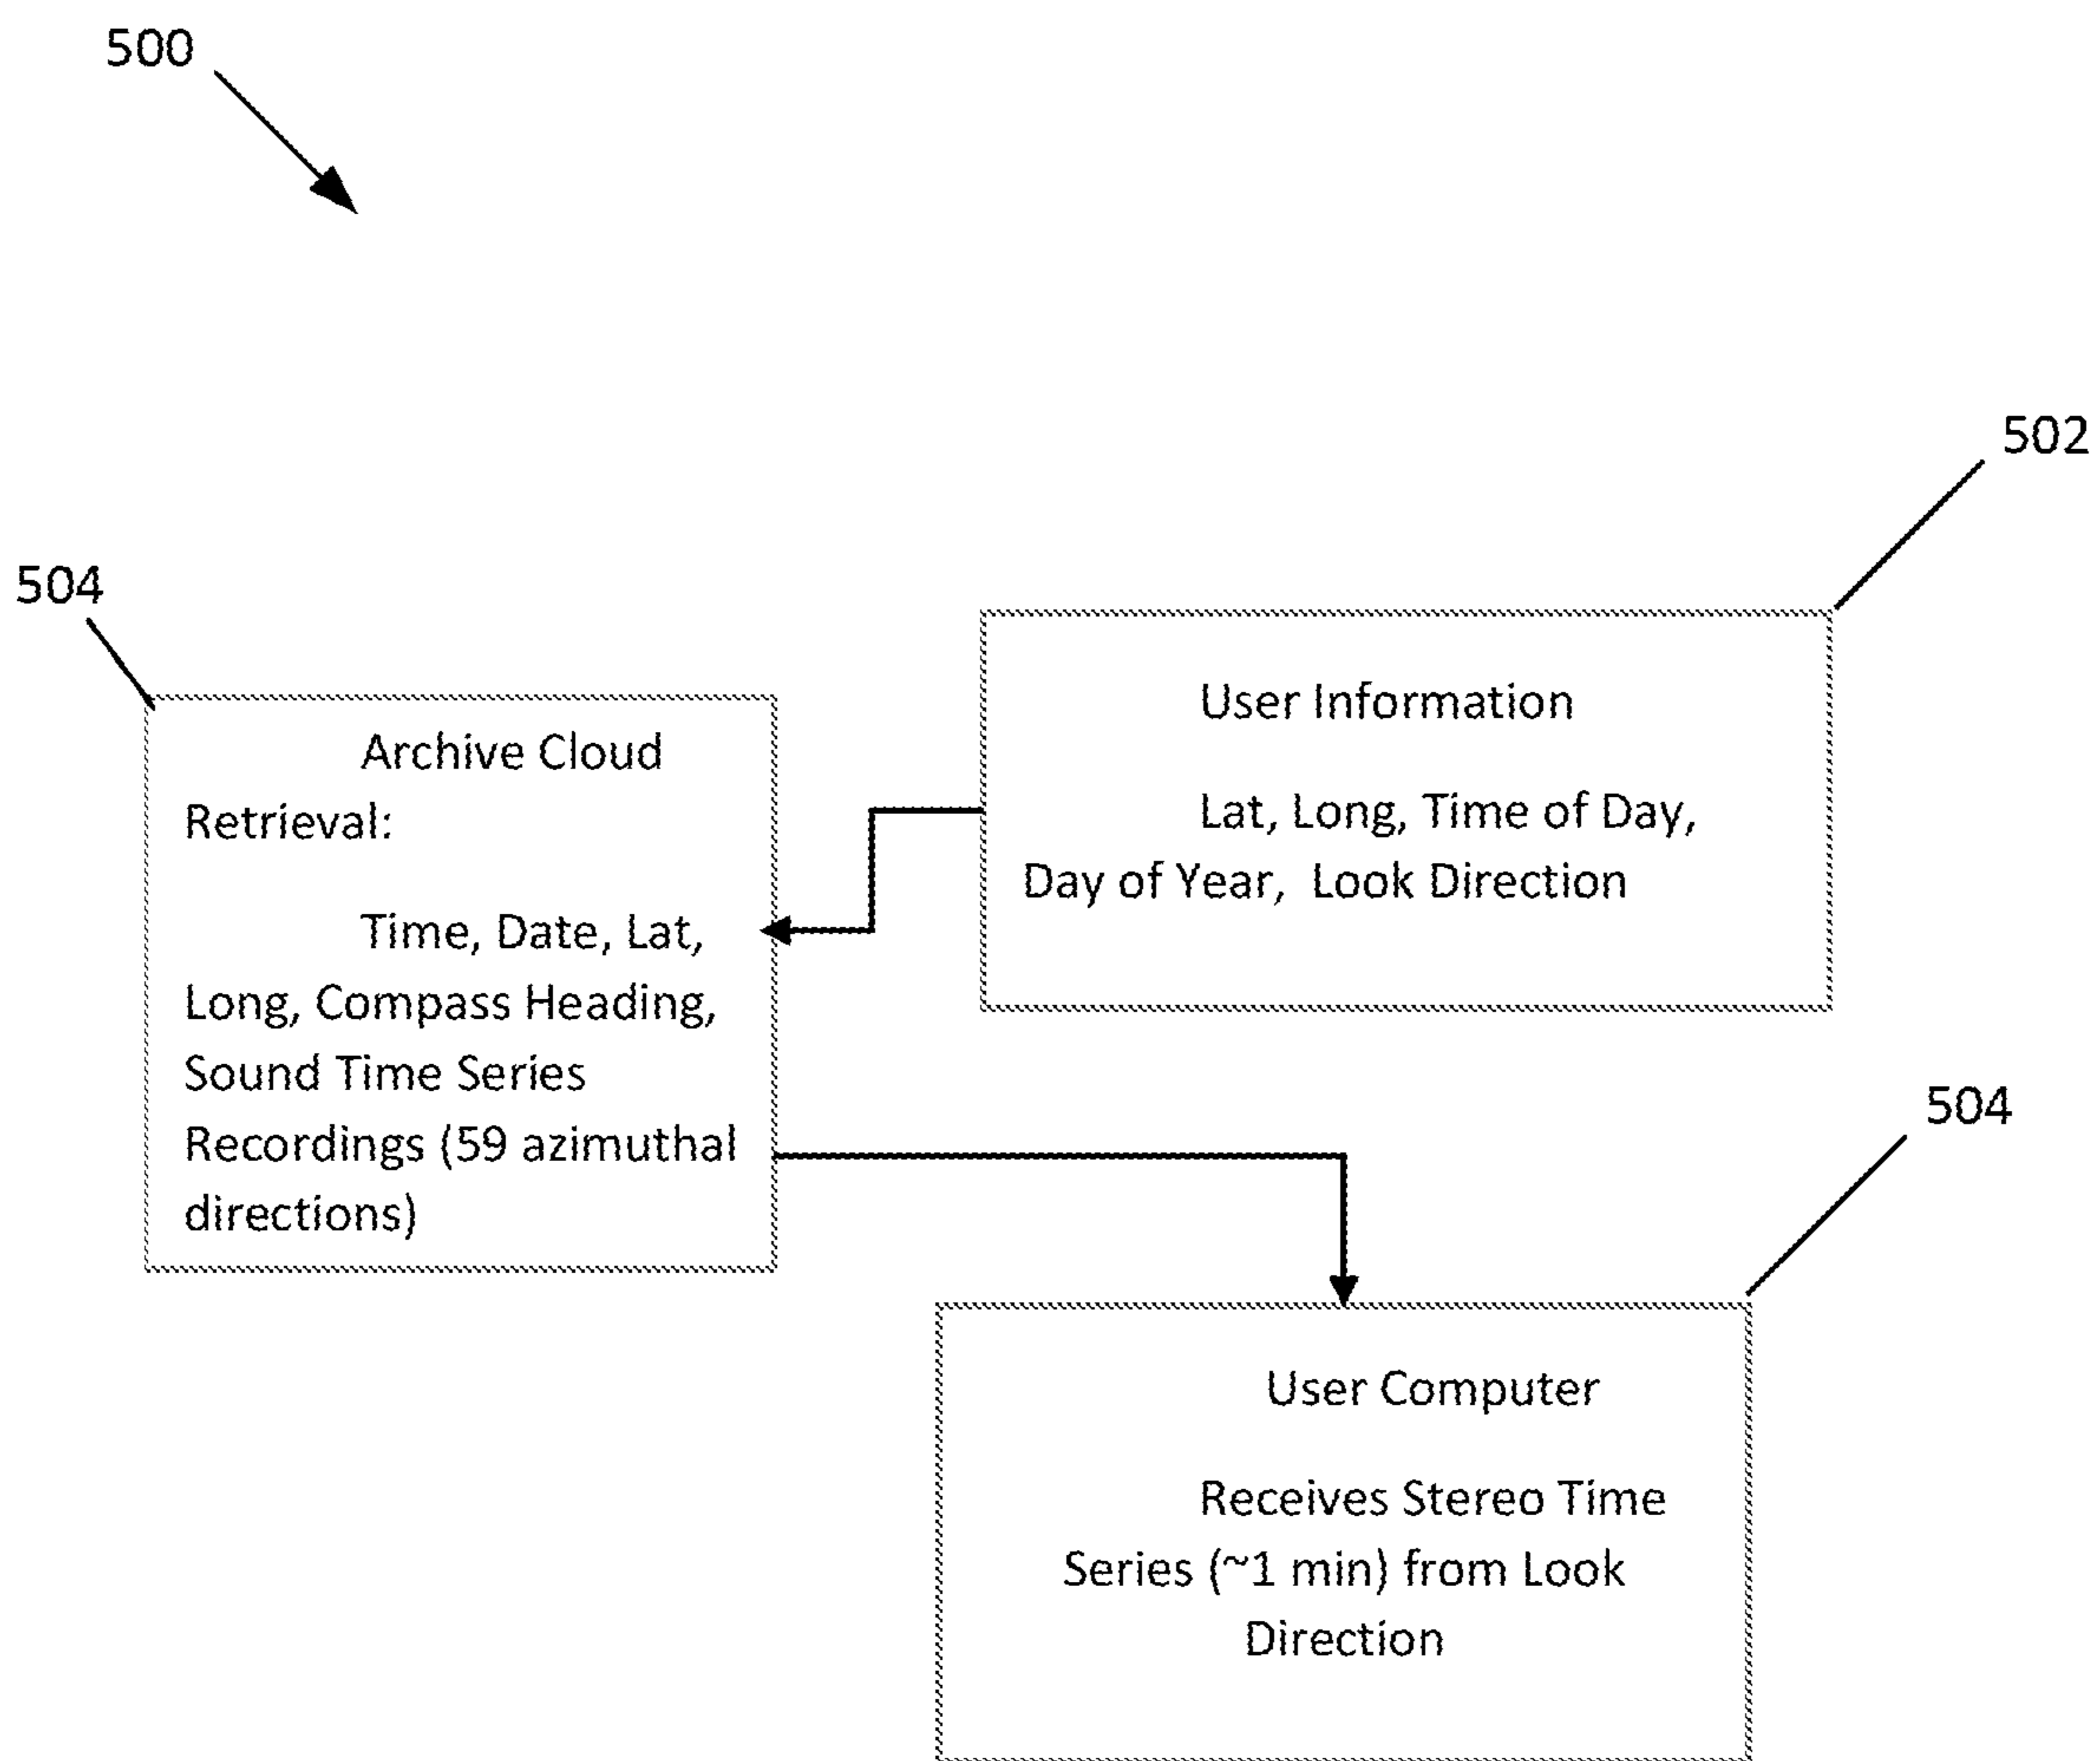 500
502
504
User Information
Lat, Long, Time of Day,
Day of Year, Look Direction
Archive Cloud
Retrieval:
Time, Date, Lat,
Long, Compass Heading,
Sound Time Series
Recordings (59 azimuthal
directions)
504
User Computer
Receives Stereo Time
Series (~1 min) from Look
Direction